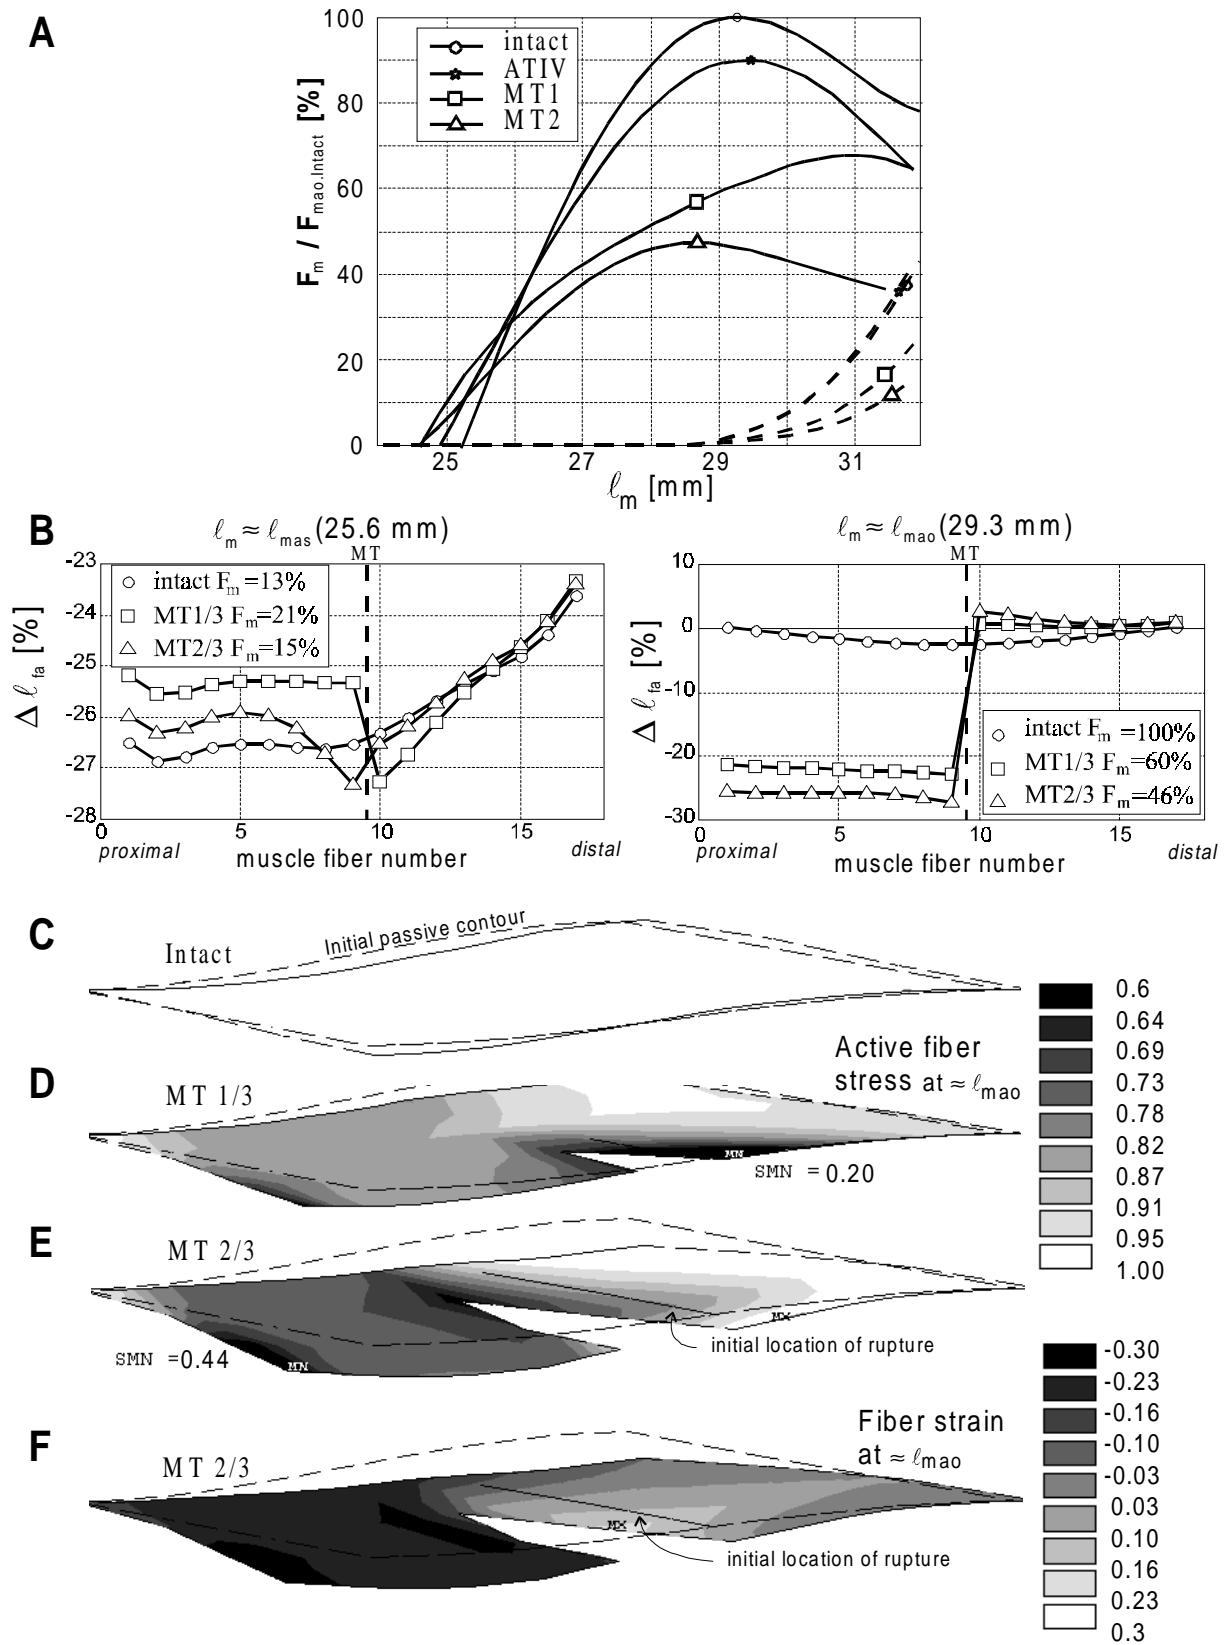 A
F_m / F_mao.Intact [%]
100
80
60
40
20
0
intact
ATIV
MT1
MT2
25
27
29
31
ℓ_m [mm]
B
ℓ_m ≈ ℓ_mas (25.6 mm)
MT
Δ ℓ_fa [%]
-23
-24
-25
-26
-27
-28
intact F_m =13%
MT1/3 F_m=21%
MT2/3 F_m=15%
0
5
10
15
proximal
muscle fiber number
distal
ℓ_m ≈ ℓ_mao (29.3 mm)
MT
Δ ℓ_fa [%]
10
0
-10
-20
-30
intact F_m =100%
MT1/3 F_m=60%
MT2/3 F_m=46%
0
5
10
15
proximal
muscle fiber number
distal
C
Intact
Initial passive contour
D
MT 1/3
MN
SMN =0.20
Active fiber
stress at ≈ ℓ_mao
0.6
0.64
0.69
0.73
0.78
0.82
0.87
0.91
0.95
1.00
E
MT 2/3
MX
initial location of rupture
SMN =0.44
MN
F
MT 2/3
MX
initial location of rupture
Fiber strain
at ≈ ℓ_mao
-0.30
-0.23
-0.16
-0.10
-0.03
0.03
0.10
0.16
0.23
0.3